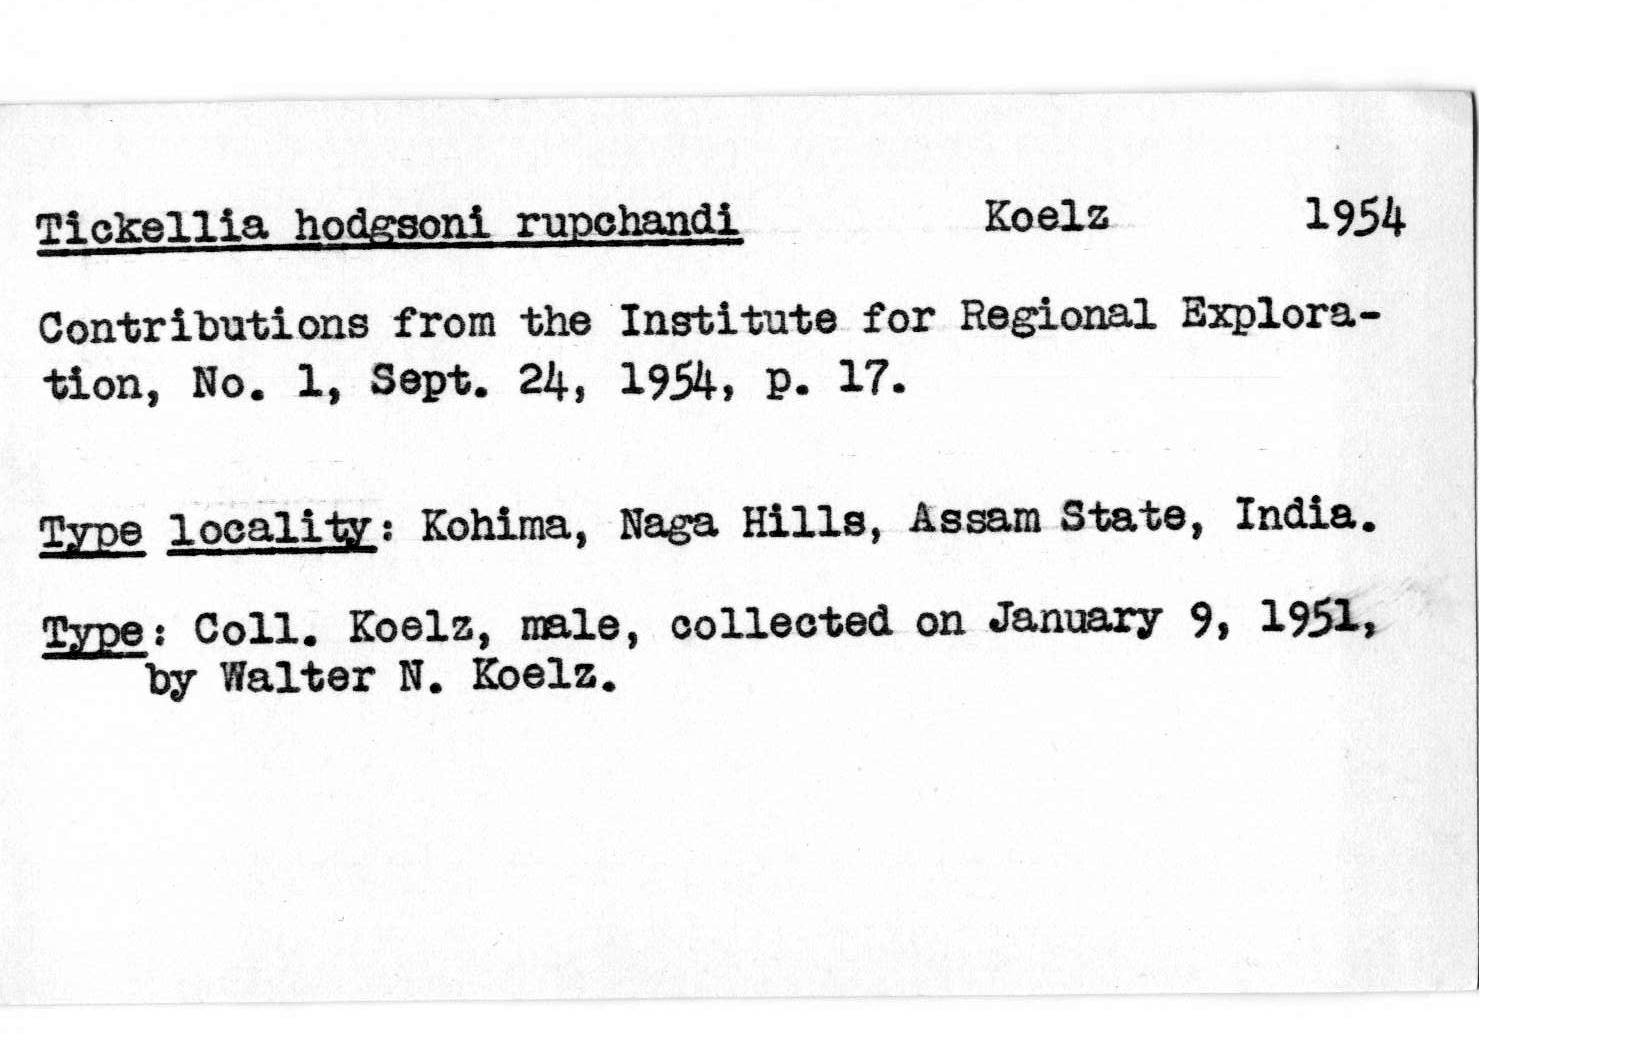 Tickellia hodgsoni rupchandi Koelz 1954
Contributions from the Institute for Regional Explora-
tion, No. 1, Sept. 24, 1954, p. 17.
Type locality: Kohima, Naga Hills, Assam State, India.
Type: Coll. Koelz, male, collected on January 9, 1951,
by Walter N. Koelz.